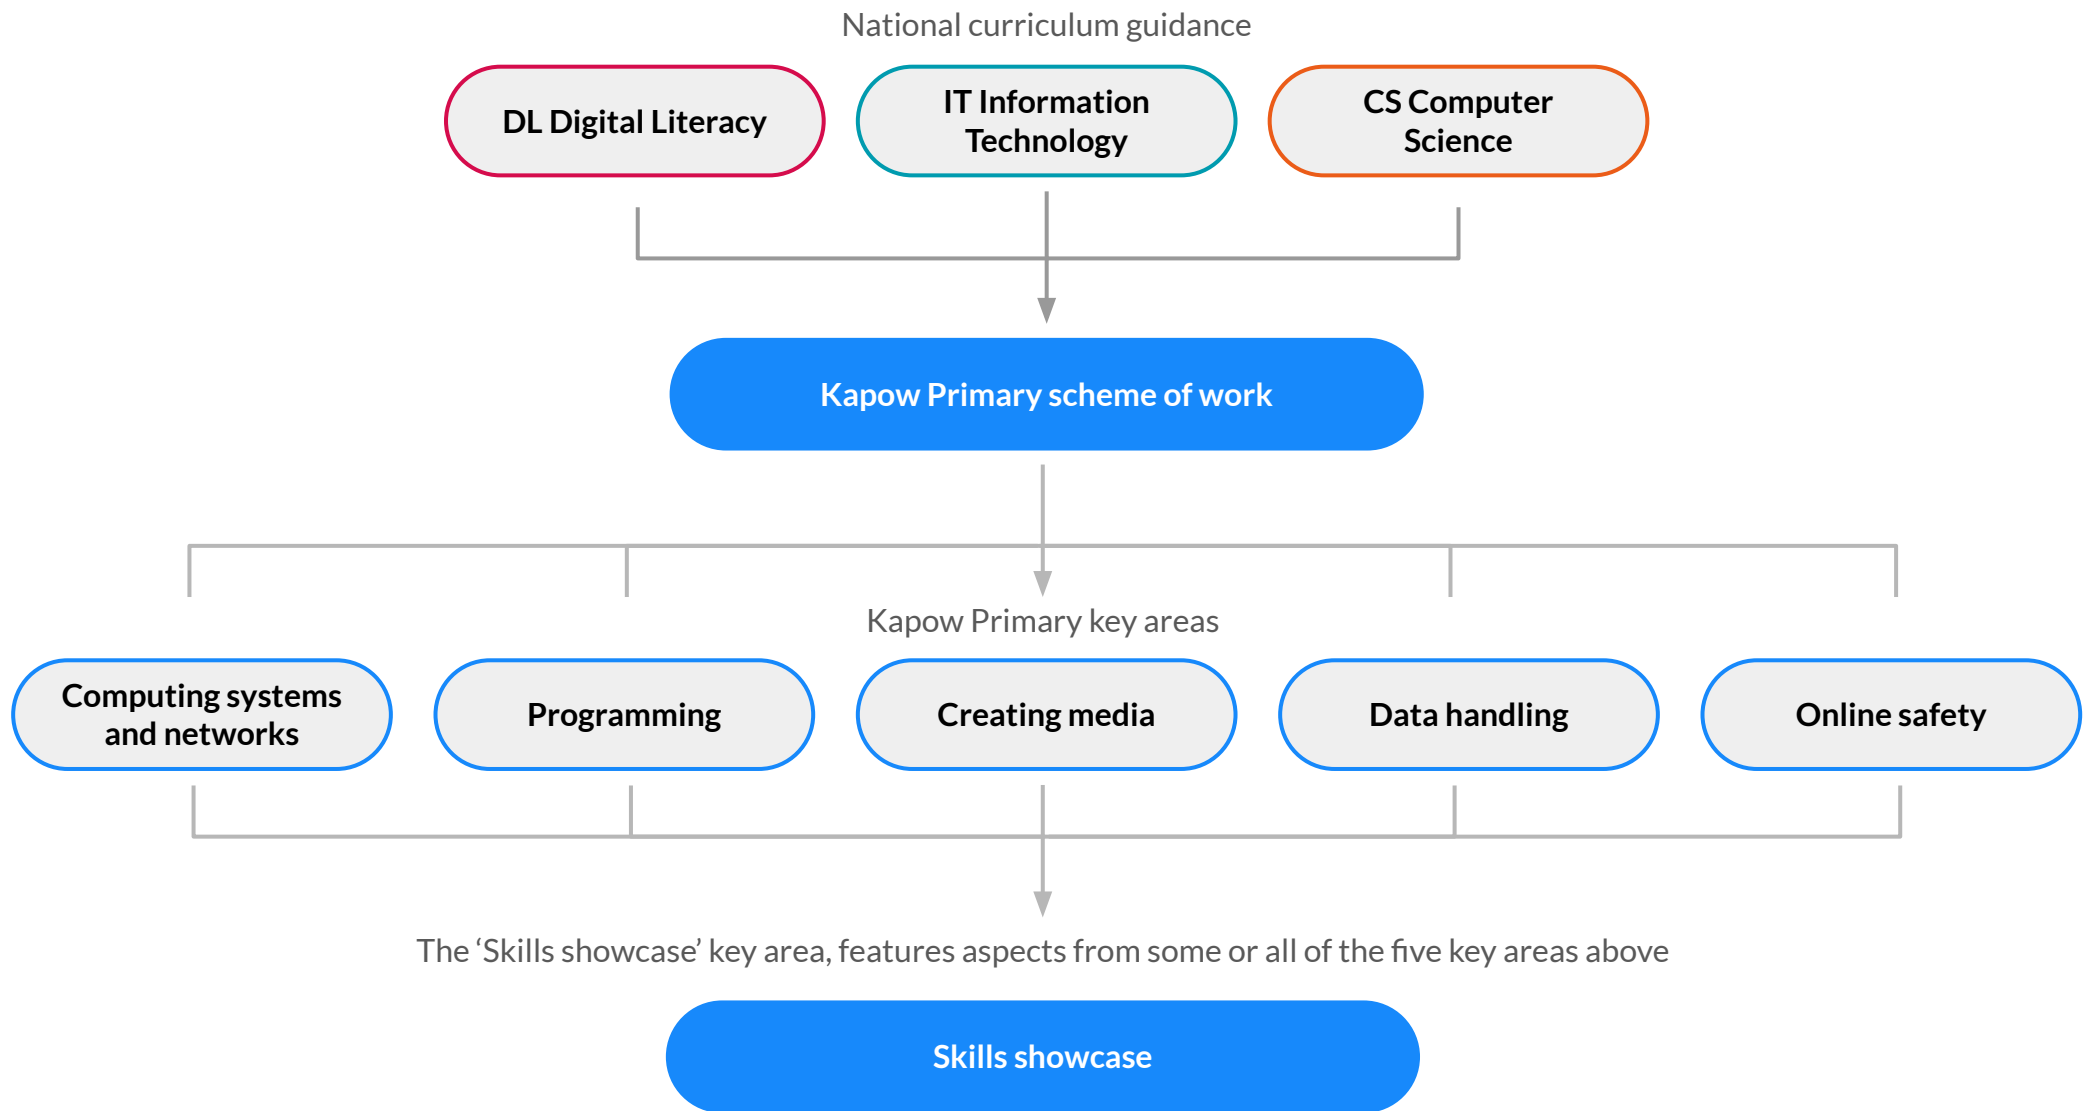 National curriculum guidance
DL Digital Literacy
IT Information
Technology
CS Computer
Science
Kapow Primary scheme of work
Kapow Primary key areas
Computing systems
and networks
Programming
Creating media
Data handling
Online safety
The ‘Skills showcase’ key area, features aspects from some or all of the five key areas above
Skills showcase